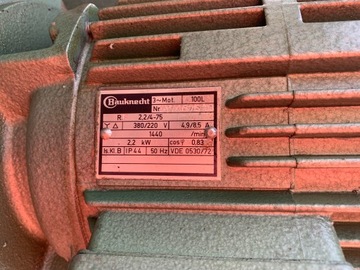 Bauknecht 3~Mot. 100L
Nr
R 2,2/4-75
Y △ 380/220 V 4,9/8,5 A
1440 /min
2,2 kW cosφ 0,83
Is.Kl.B IP44 50 Hz VDE 0530/72